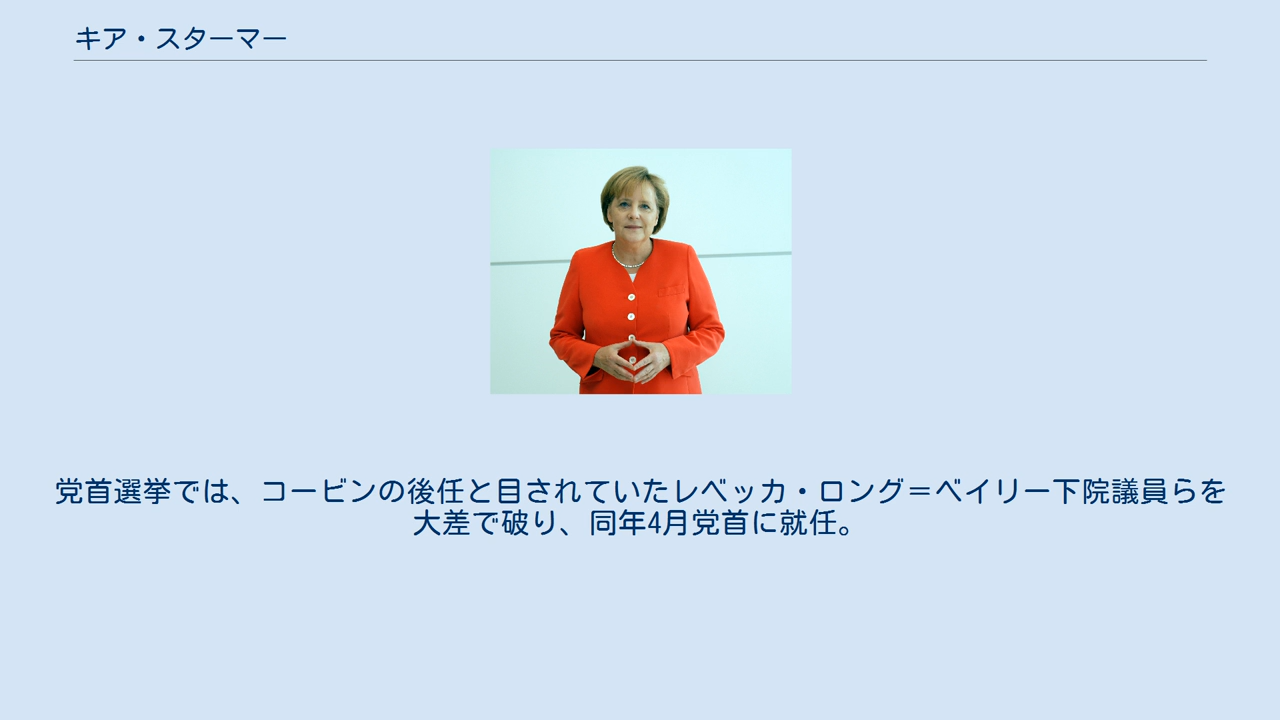 キア・スターマー
党首選挙では、コービンの後任と目されていたレベッカ・ロング＝ベイリー下院議員らを
大差で破り、同年4月党首に就任。